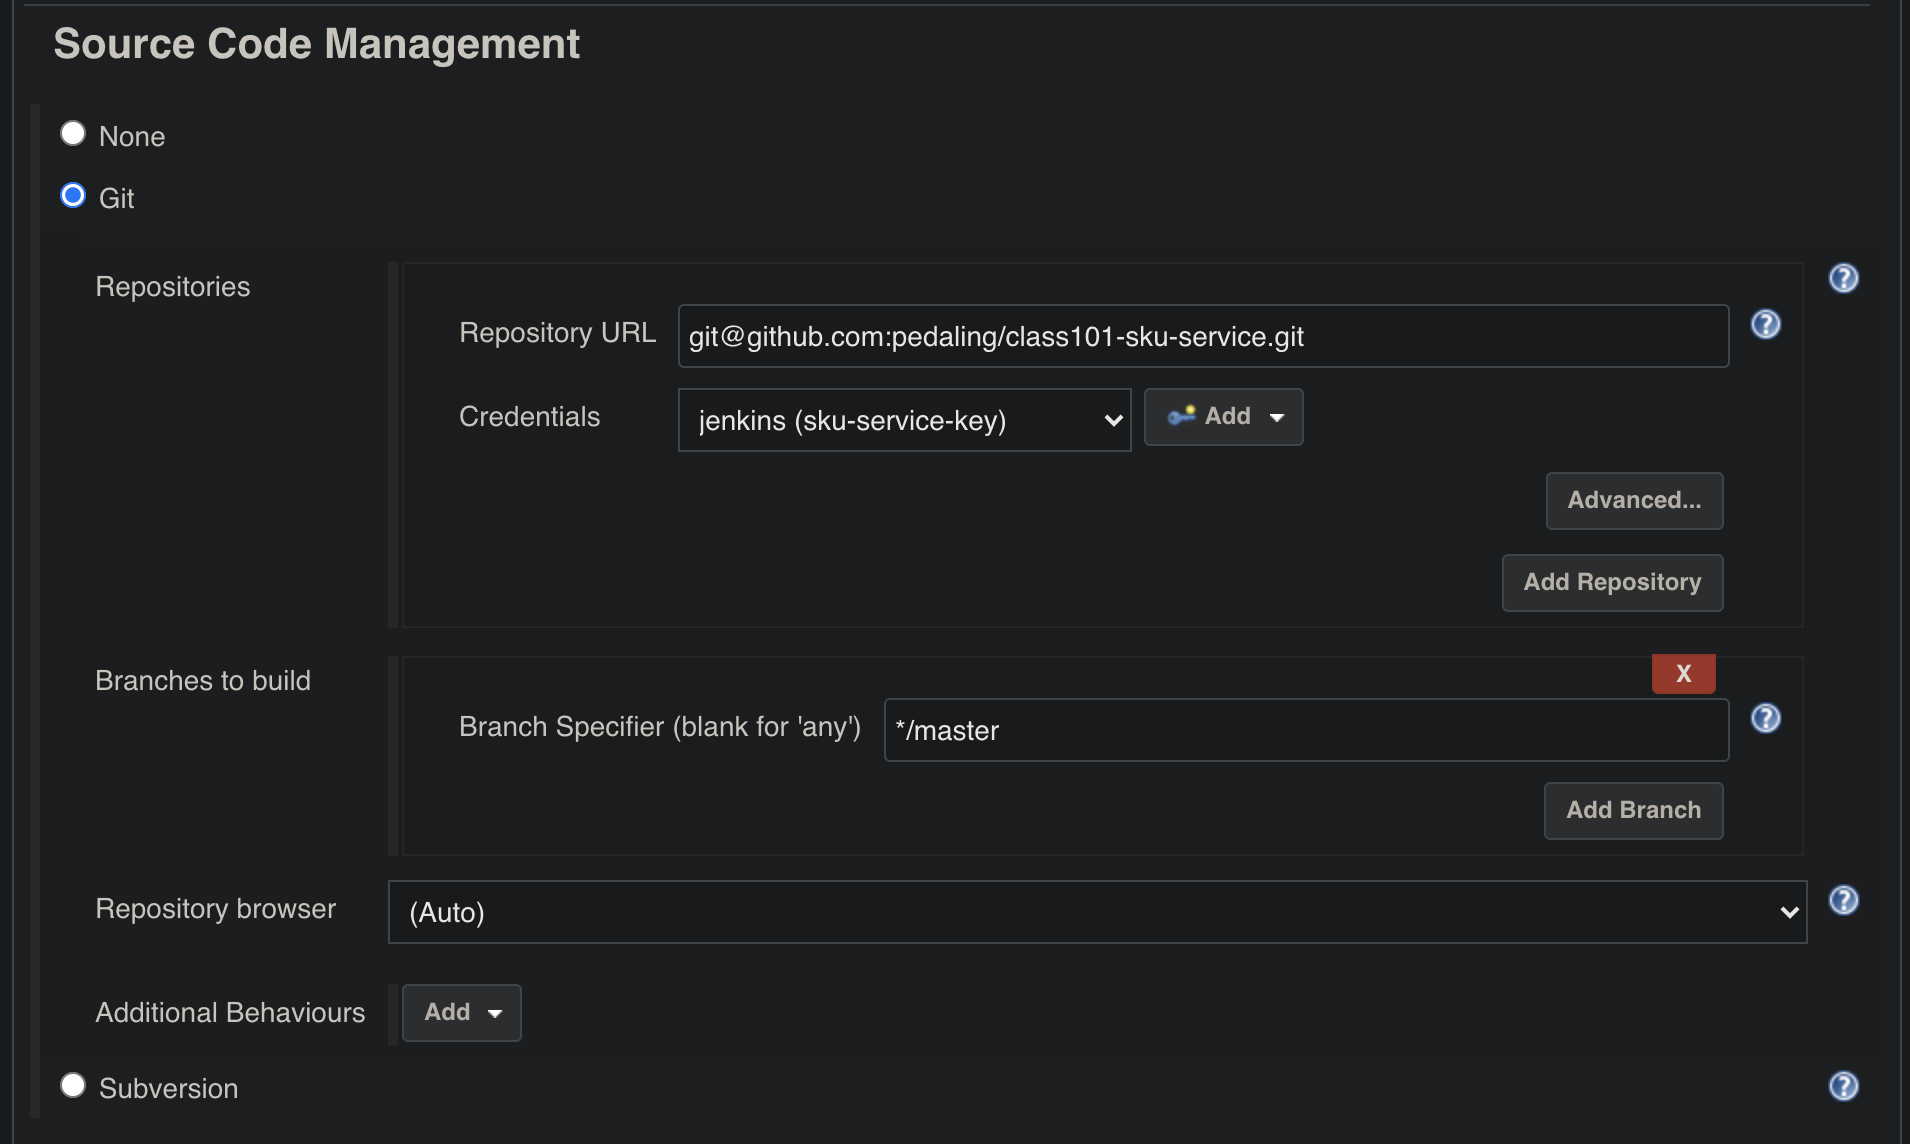 Source Code Management
None
Git
Repositories
Repository URL git@github.com:pedaling/class101-sku-service.git
Credentials jenkins (sku-service-key) Add
Advanced...
Add Repository
Branches to build
X
Branch Specifier (blank for 'any') */master
Add Branch
Repository browser (Auto)
Additional Behaviours Add
Subversion